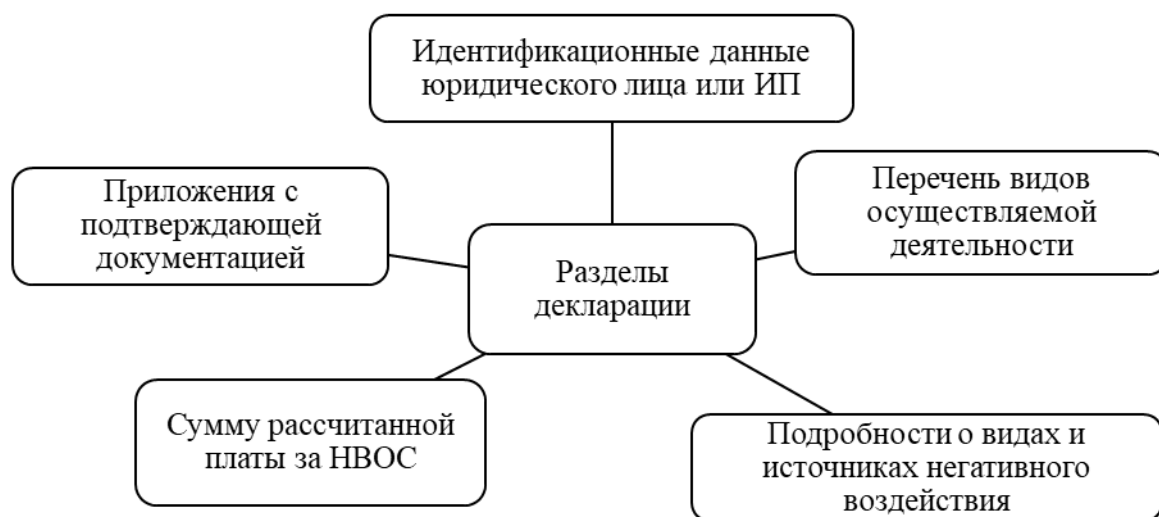 Идентификационные данные
юридического лица или ИП
Приложения с
подтверждающей
документацией
Перечень видов
осуществляемой
деятельности
Разделы
декларации
Сумму рассчитанной
платы за НВОС
Подробности о видах и
источниках негативного
воздействия